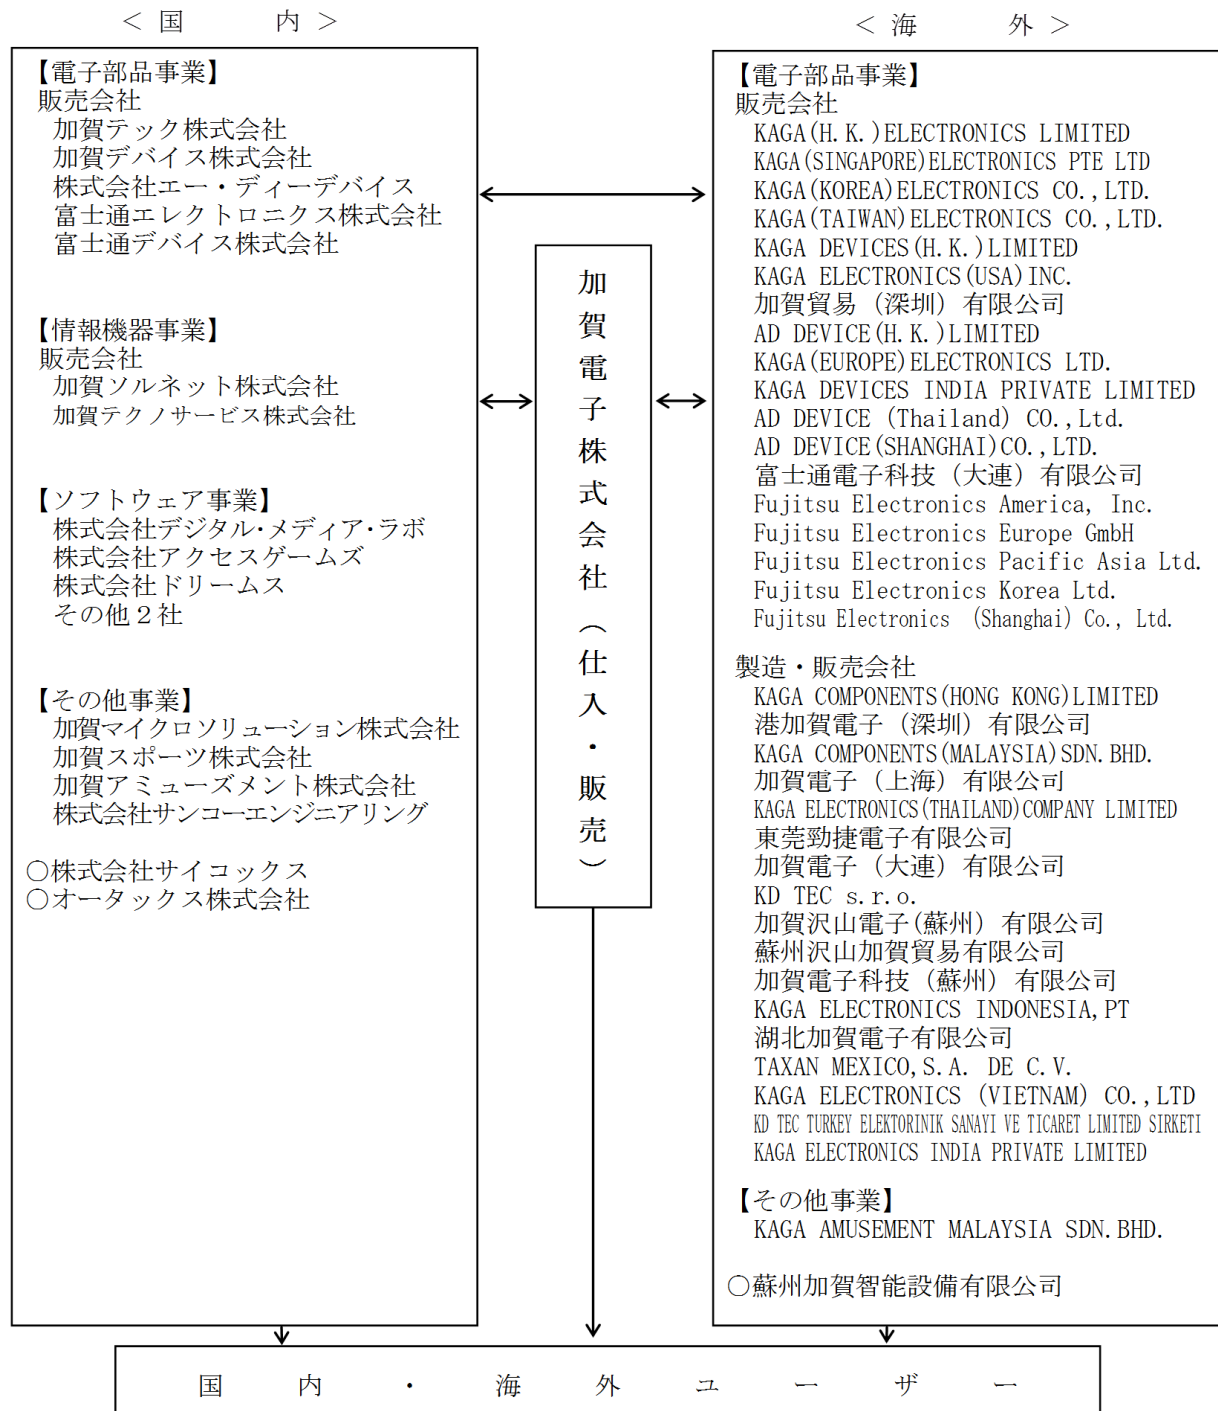 ＜ 国 内 ＞
【電子部品事業】
販売会社
加賀テック株式会社
加賀デバイス株式会社
株式会社エー・ディーデバイス
富士通エレクトロニクス株式会社
富士通デバイス株式会社
【情報機器事業】
販売会社
加賀ソルネット株式会社
加賀テクノサービス株式会社
【ソフトウェア事業】
株式会社デジタル・メディア・ラボ
株式会社アクセスゲームズ
株式会社ドリームス
その他２社
【その他事業】
加賀マイクロソリューション株式会社
加賀スポーツ株式会社
加賀アミューズメント株式会社
株式会社サンコーエンジニアリング
○株式会社サイコックス
○オータックス株式会社
加賀電子株式会社（仕入・販売）
＜ 海 外 ＞
【電子部品事業】
販売会社
KAGA(H.K.)ELECTRONICS LIMITED
KAGA(SINGAPORE)ELECTRONICS PTE LTD
KAGA(KOREA)ELECTRONICS CO.,LTD.
KAGA(TAIWAN)ELECTRONICS CO.,LTD.
KAGA DEVICES(H.K.)LIMITED
KAGA ELECTRONICS(USA)INC.
加賀貿易（深圳）有限公司
AD DEVICE(H.K.)LIMITED
KAGA(EUROPE)ELECTRONICS LTD.
KAGA DEVICES INDIA PRIVATE LIMITED
AD DEVICE (Thailand) CO.,Ltd.
AD DEVICE(SHANGHAI)CO.,LTD.
富士通電子科技（大連）有限公司
Fujitsu Electronics America, Inc.
Fujitsu Electronics Europe GmbH
Fujitsu Electronics Pacific Asia Ltd.
Fujitsu Electronics Korea Ltd.
Fujitsu Electronics （Shanghai）Co., Ltd.
製造・販売会社
KAGA COMPONENTS(HONG KONG)LIMITED
港加賀電子（深圳）有限公司
KAGA COMPONENTS(MALAYSIA)SDN.BHD.
加賀電子（上海）有限公司
KAGA ELECTRONICS(THAILAND)COMPANY LIMITED
東莞勁捷電子有限公司
加賀電子（大連）有限公司
KD TEC s.r.o.
加賀沢山電子(蘇州）有限公司
蘇州沢山加賀貿易有限公司
加賀電子科技（蘇州）有限公司
KAGA ELECTRONICS INDONESIA,PT
湖北加賀電子有限公司
TAXAN MEXICO,S.A. DE C.V.
KAGA ELECTRONICS (VIETNAM) CO.,LTD
KD TEC TURKEY ELEKTORINIK SANAYI VE TICARET LIMITED SIRKETI
KAGA ELECTRONICS INDIA PRIVATE LIMITED
【その他事業】
KAGA AMUSEMENT MALAYSIA SDN.BHD.
○蘇州加賀智能設備有限公司
国 内 ・ 海 外 ユ ー ザ ー